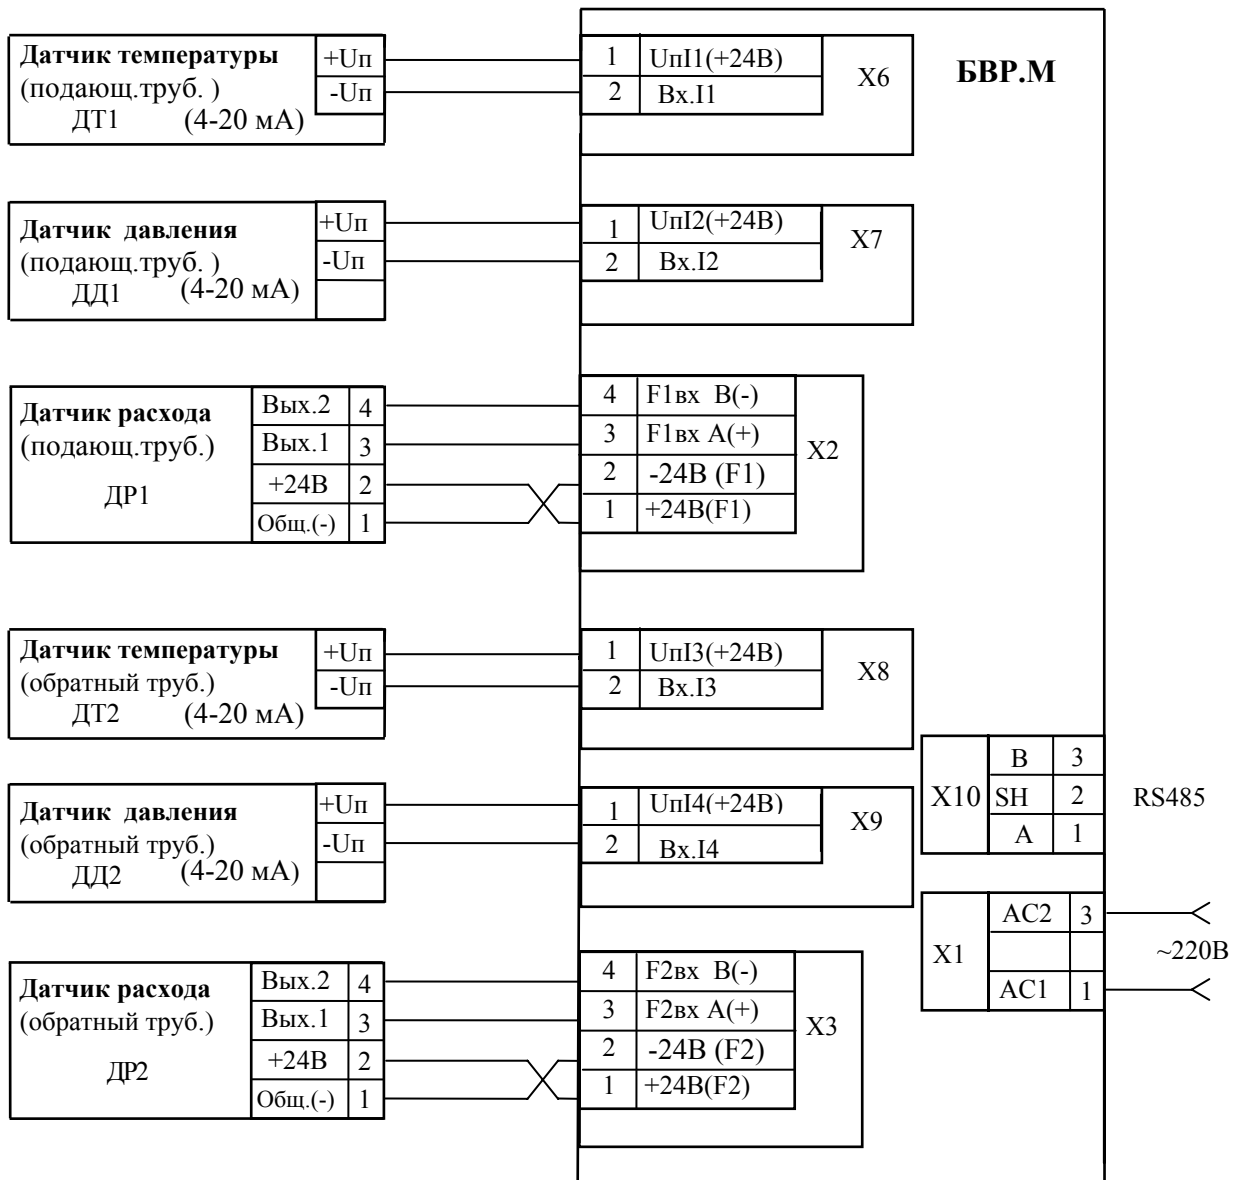 БВР.М
Датчик температуры
(подающ.труб. )
ДТ1 (4-20 мА)
+Uп
-Uп
1 UпI1(+24В)
2 Вх.I1
X6
Датчик давления
(подающ.труб. )
ДД1 (4-20 мА)
+Uп
-Uп
1 UпI2(+24В)
2 Вх.I2
X7
Датчик расхода
(подающ.труб.)
ДР1
Вых.2 4
Вых.1 3
+24В 2
Общ.(-) 1
4 F1вх В(-)
3 F1вх А(+)
2 -24В (F1)
1 +24В(F1)
X2
Датчик температуры
(обратный труб.)
ДТ2 (4-20 мА)
+Uп
-Uп
1 UпI3(+24В)
2 Вх.I3
X8
Датчик давления
(обратный труб.)
ДД2 (4-20 мА)
+Uп
-Uп
1 UпI4(+24В)
2 Вх.I4
X9
X10
B 3
SH 2
A 1
RS485
X1
AC2 3
AC1 1
~220В
Датчик расхода
(обратный труб.)
ДР2
Вых.2 4
Вых.1 3
+24В 2
Общ.(-) 1
4 F2вх В(-)
3 F2вх А(+)
2 -24В (F2)
1 +24В(F2)
X3